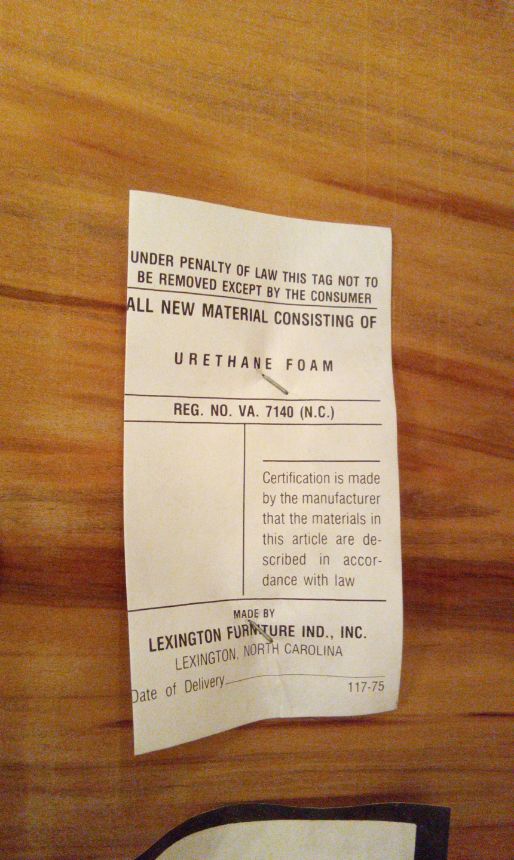 UNDER PENALTY OF LAW THIS TAG NOT TO
BE REMOVED EXCEPT BY THE CONSUMER
ALL NEW MATERIAL CONSISTING OF
URETHANE FOAM
REG. NO. VA. 7140 (N.C.)
Certification is made
by the manufacturer
that the materials in
this article are de-
scribed in accor-
dance with law
MADE BY
LEXINGTON FURNITURE IND., INC.
LEXINGTON, NORTH CAROLINA
Date of Delivery
117-75